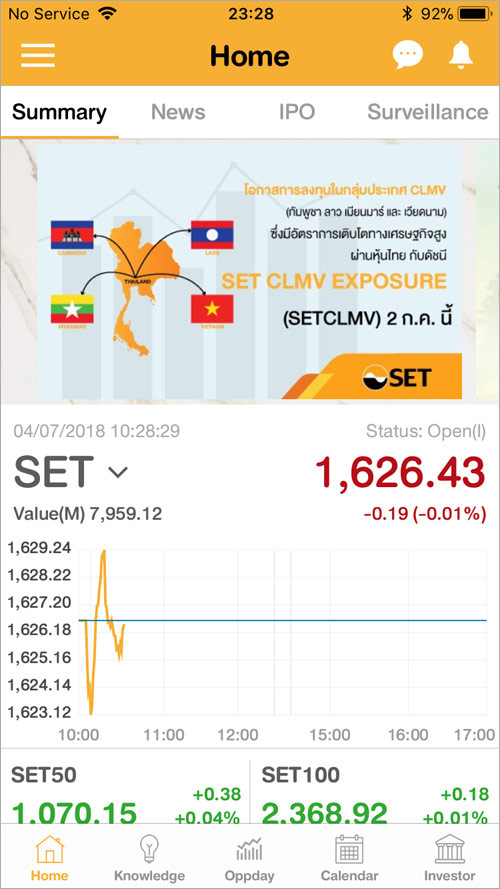 No Service 23:28 92%
Home
Summary News IPO Surveillance
โอกาสการลงทุนในกลุ่มประเทศ CLMV
(กัมพูชา ลาว เมียนมาร์ และ เวียดนาม)
ซึ่งมีอัตราการเติบโตทางเศรษฐกิจสูง
ผ่านหุ้นไทย กับดัชนี
SET CLMV EXPOSURE
(SETCLMV) 2 ก.ค. นี้
CAMBODIA
LAOS
THAILAND
MYANMAR
VIETNAM
SET
04/07/2018 10:28:29 Status: Open(I)
SET 1,626.43
Value(M) 7,959.12 -0.19 (-0.01%)
1,629.24
1,628.22
1,627.20
1,626.18
1,625.16
1,624.14
1,623.12
10:00 11:00 12:00 15:00 16:00 17:00
SET50 SET100
+0.38 +0.18
1,070.15 +0.04% 2,368.92 +0.01%
Home Knowledge Oppday Calendar Investor